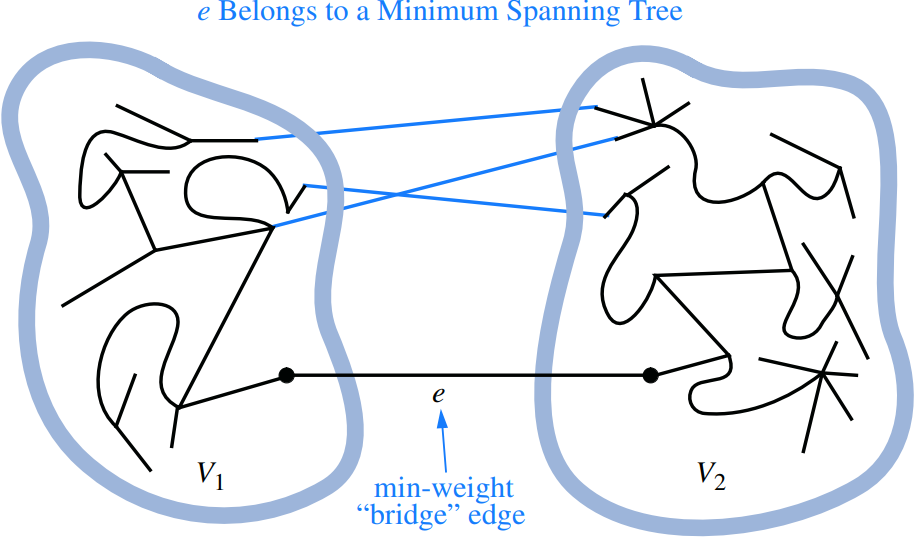 e Belongs to a Minimum Spanning Tree
e
V1
V2
min-weight
“bridge” edge